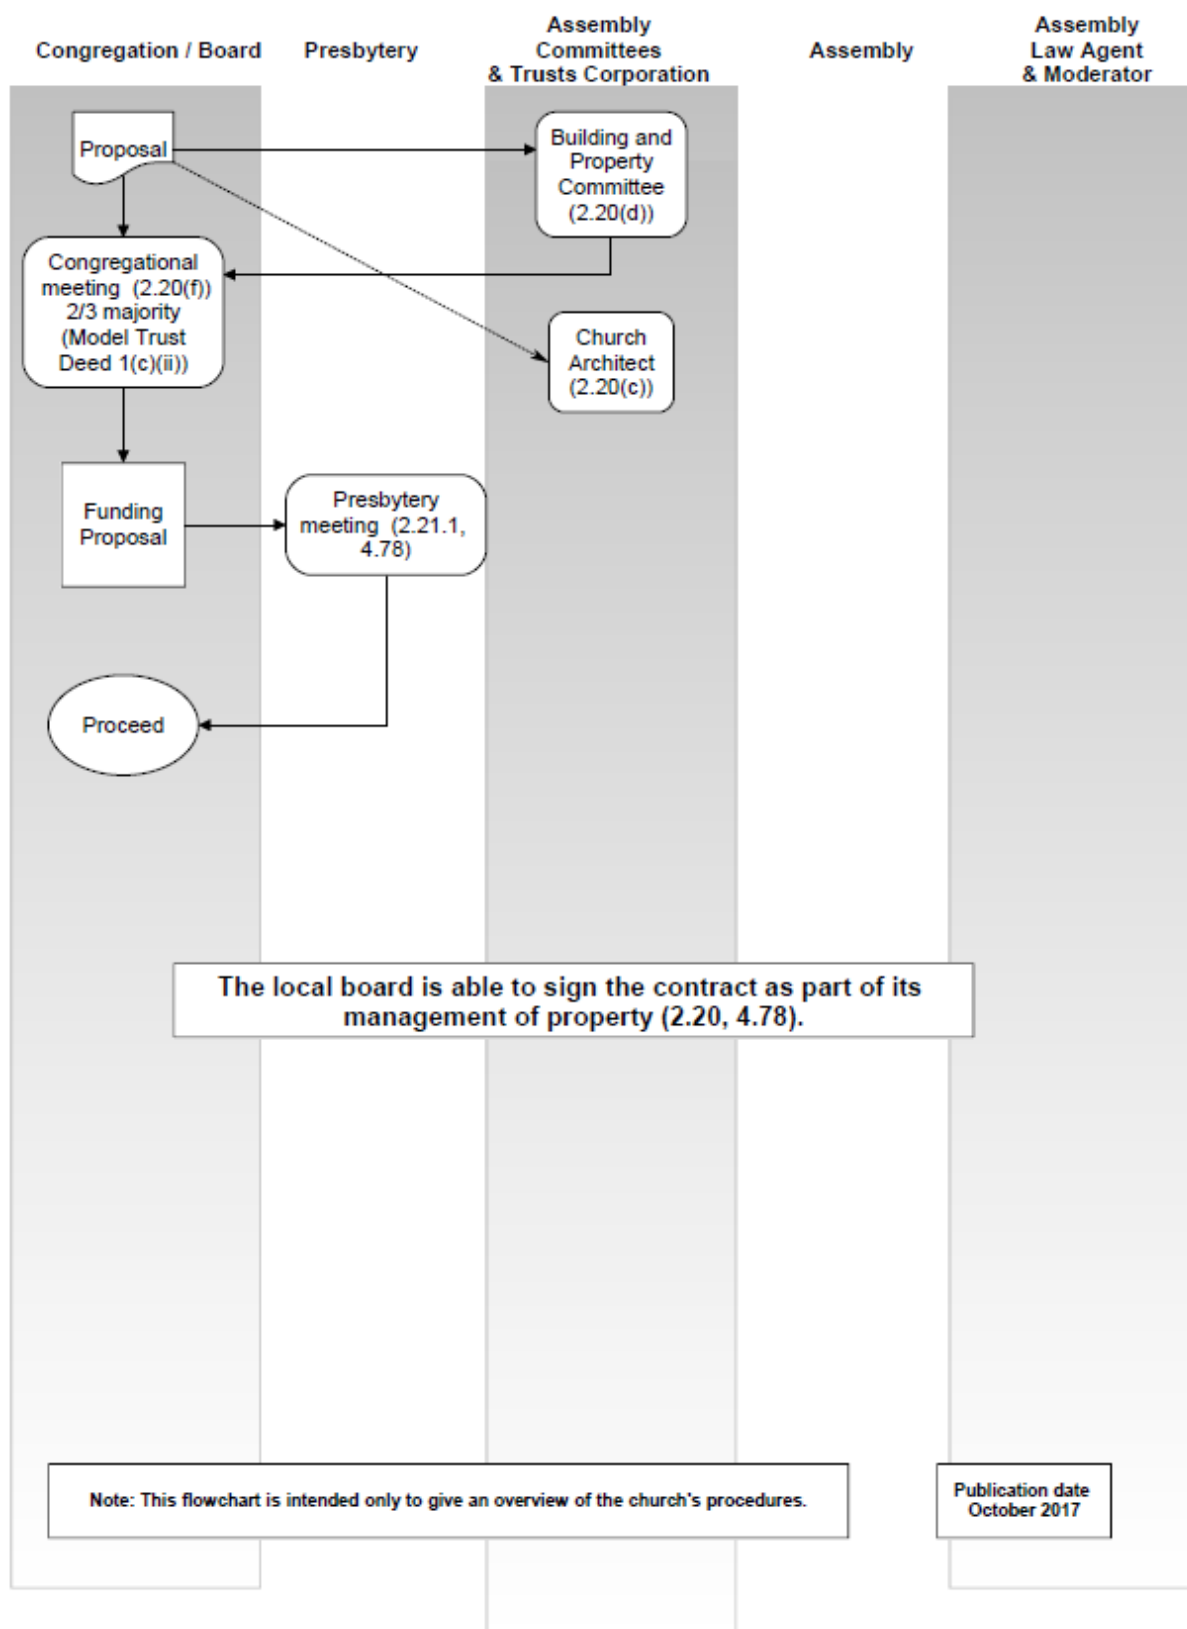 Congregation / Board
Presbytery
Assembly
Committees
& Trusts Corporation
Assembly
Assembly
Law Agent
& Moderator
Proposal
Building and
Property
Committee
(2.20(d))
Congregational
meeting (2.20(f))
2/3 majority
(Model Trust
Deed 1(c)(ii))
Church
Architect
(2.20(c))
Funding
Proposal
Presbytery
meeting (2.21.1,
4.78)
Proceed
The local board is able to sign the contract as part of its
management of property (2.20, 4.78).
Note: This flowchart is intended only to give an overview of the church's procedures.
Publication date
October 2017